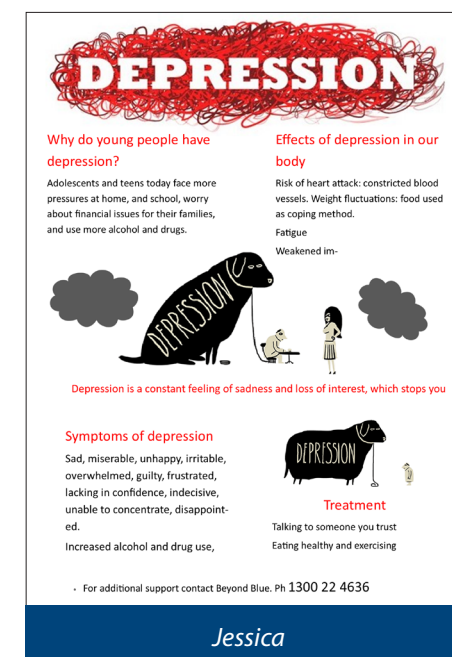 DEPRESSION
Why do young people have
depression?
Adolescents and teens today face more
pressures at home, and school, worry
about financial issues for their families,
and use more alcohol and drugs.
Effects of depression in our
body
Risk of heart attack: constricted blood
vessels. Weight fluctuations: food used
as coping method.
Fatigue
Weakened im-
DEPRESSION
Depression is a constant feeling of sadness and loss of interest, which stops you
Symptoms of depression
Sad, miserable, unhappy, irritable,
overwhelmed, guilty, frustrated,
lacking in confidence, indecisive,
unable to concentrate, disappoint-
ed.
Increased alcohol and drug use,
DEPRESSION
Treatment
Talking to someone you trust
Eating healthy and exercising
• For additional support contact Beyond Blue. Ph 1300 22 4636
Jessica